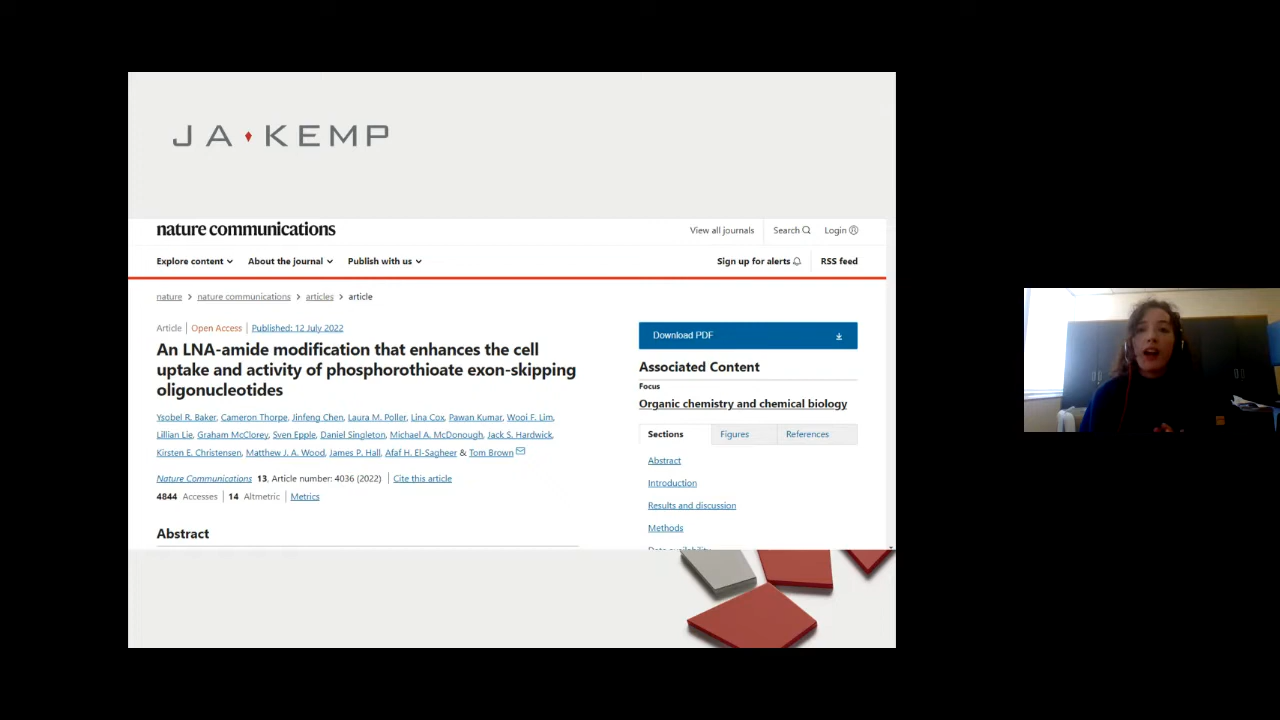 JA KEMP
nature communications
View all journals
Search
Login
Explore content
About the journal
Publish with us
Sign up for alerts
RSS feed
nature > nature communications > articles > article
Article | Open Access | Published: 12 July 2022
An LNA-amide modification that enhances the cell
uptake and activity of phosphorothioate exon-skipping
oligonucleotides
Ysobel R. Baker, Cameron Thorpe, Jinfeng Chen, Laura M. Poller, Lina Cox, Pawan Kumar, Wooi F. Lim,
Lillian Lie, Graham McClorey, Sven Epple, Daniel Singleton, Michael A. McDonough, Jack S. Hardwick,
Kirsten E. Christensen, Matthew J. A. Wood, James P. Hall, Afaf H. El-Sagheer & Tom Brown
Nature Communications 13, Article number: 4036 (2022) | Cite this article
4844 Accesses | 14 Altmetric | Metrics
Abstract
Download PDF
Associated Content
Focus
Organic chemistry and chemical biology
Sections
Figures
References
Abstract
Introduction
Results and discussion
Methods
Data availability